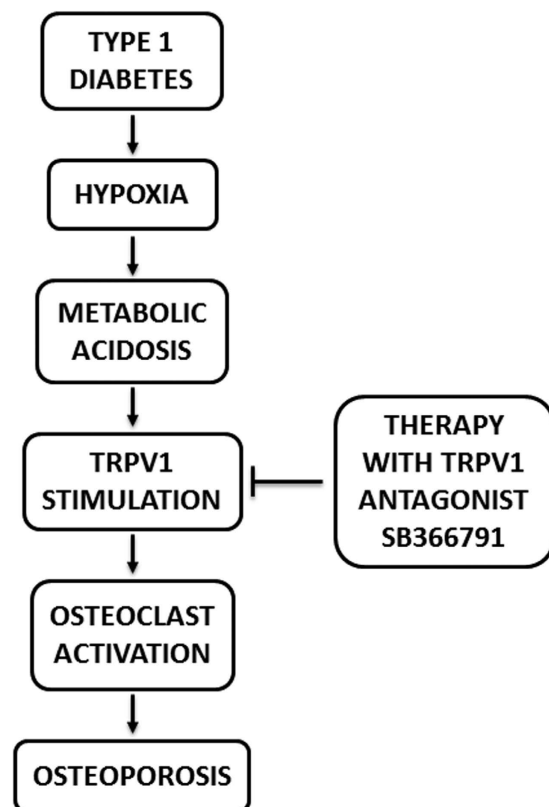 TYPE 1
DIABETES
HYPOXIA
METABOLIC
ACIDOSIS
TRPV1
STIMULATION
THERAPY
WITH TRPV1
ANTAGONIST
SB366791
OSTEOCLAST
ACTIVATION
OSTEOPOROSIS